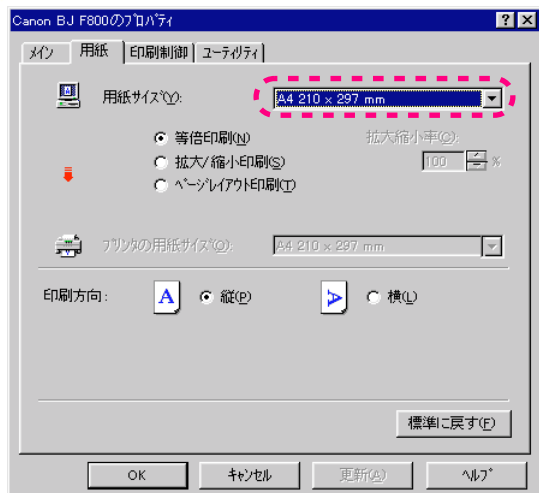 Canon BJ F800のプロパティ
メイン 用紙 印刷制御 ユーティリティ
用紙サイズ(Y): A4 210 x 297 mm
等倍印刷(N) 拡大縮小率(C):
拡大/縮小印刷(S) 100 %
ページレイアウト印刷(T)
プリンタの用紙サイズ(O): A4 210 x 297 mm
印刷方向: A 縦(P) A 横(L)
標準に戻す(F)
OK キャンセル 更新(A) ヘルプ